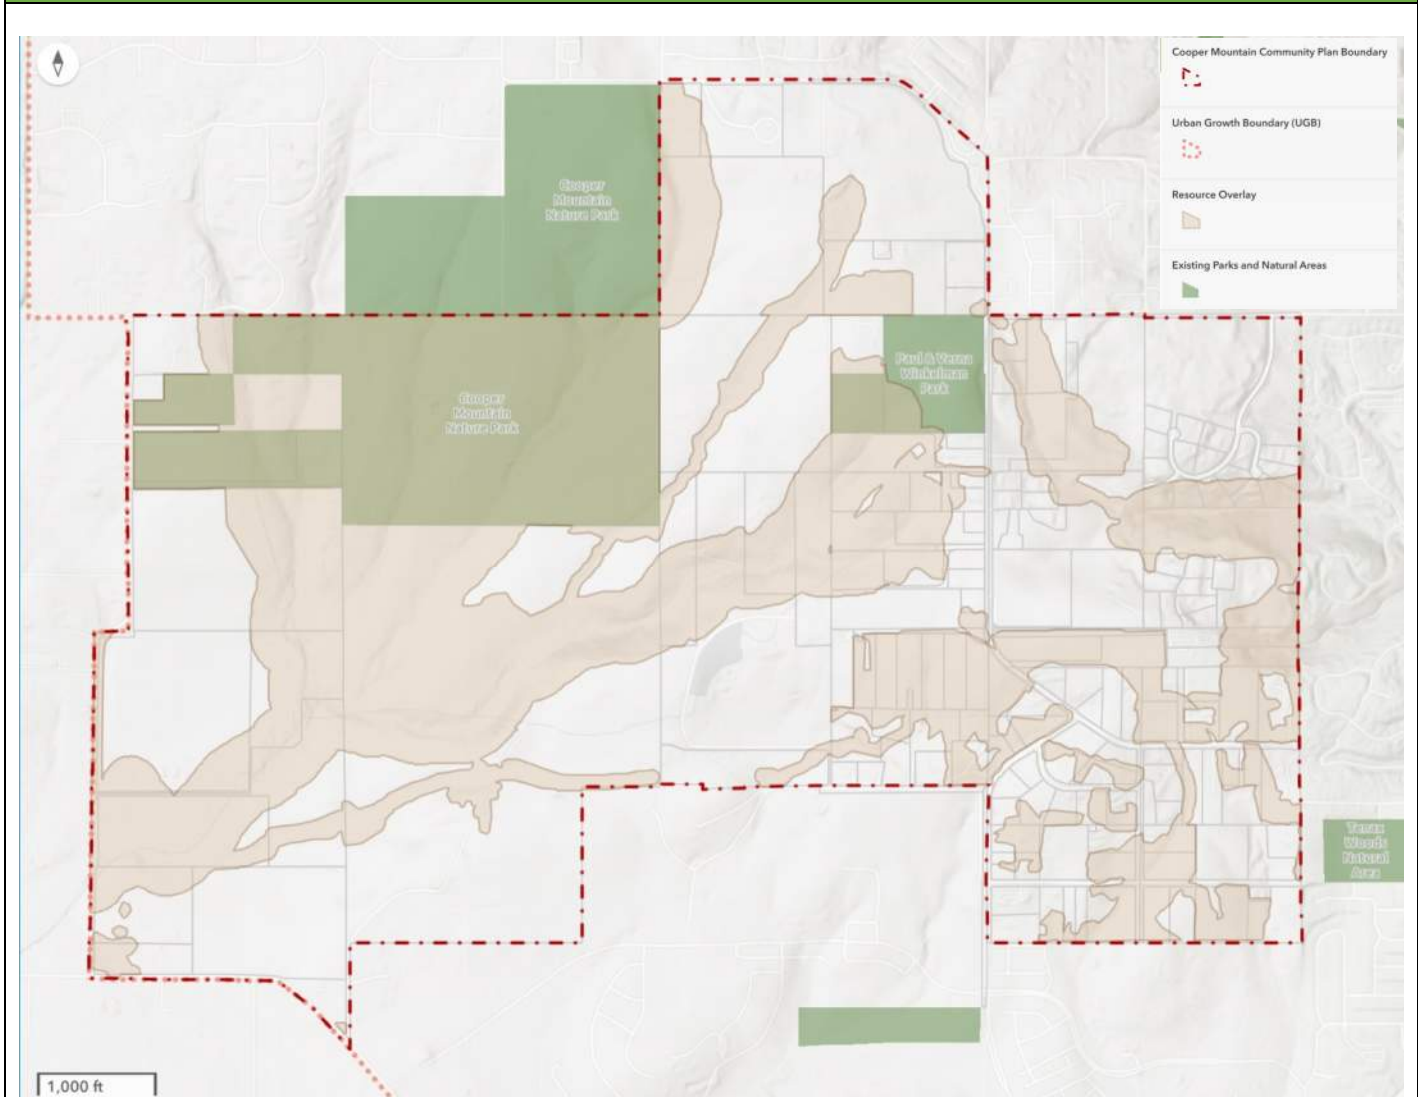 Cooper Mountain Community Plan Boundary
Urban Growth Boundary (UGB)
Resource Overlay
Existing Parks and Natural Areas
Cooper
Mountain
Nature Park
Paul & Verna
Winkelman
Park
Cooper
Mountain
Nature Park
Tenax
Woods
Natural
Area
1,000 ft